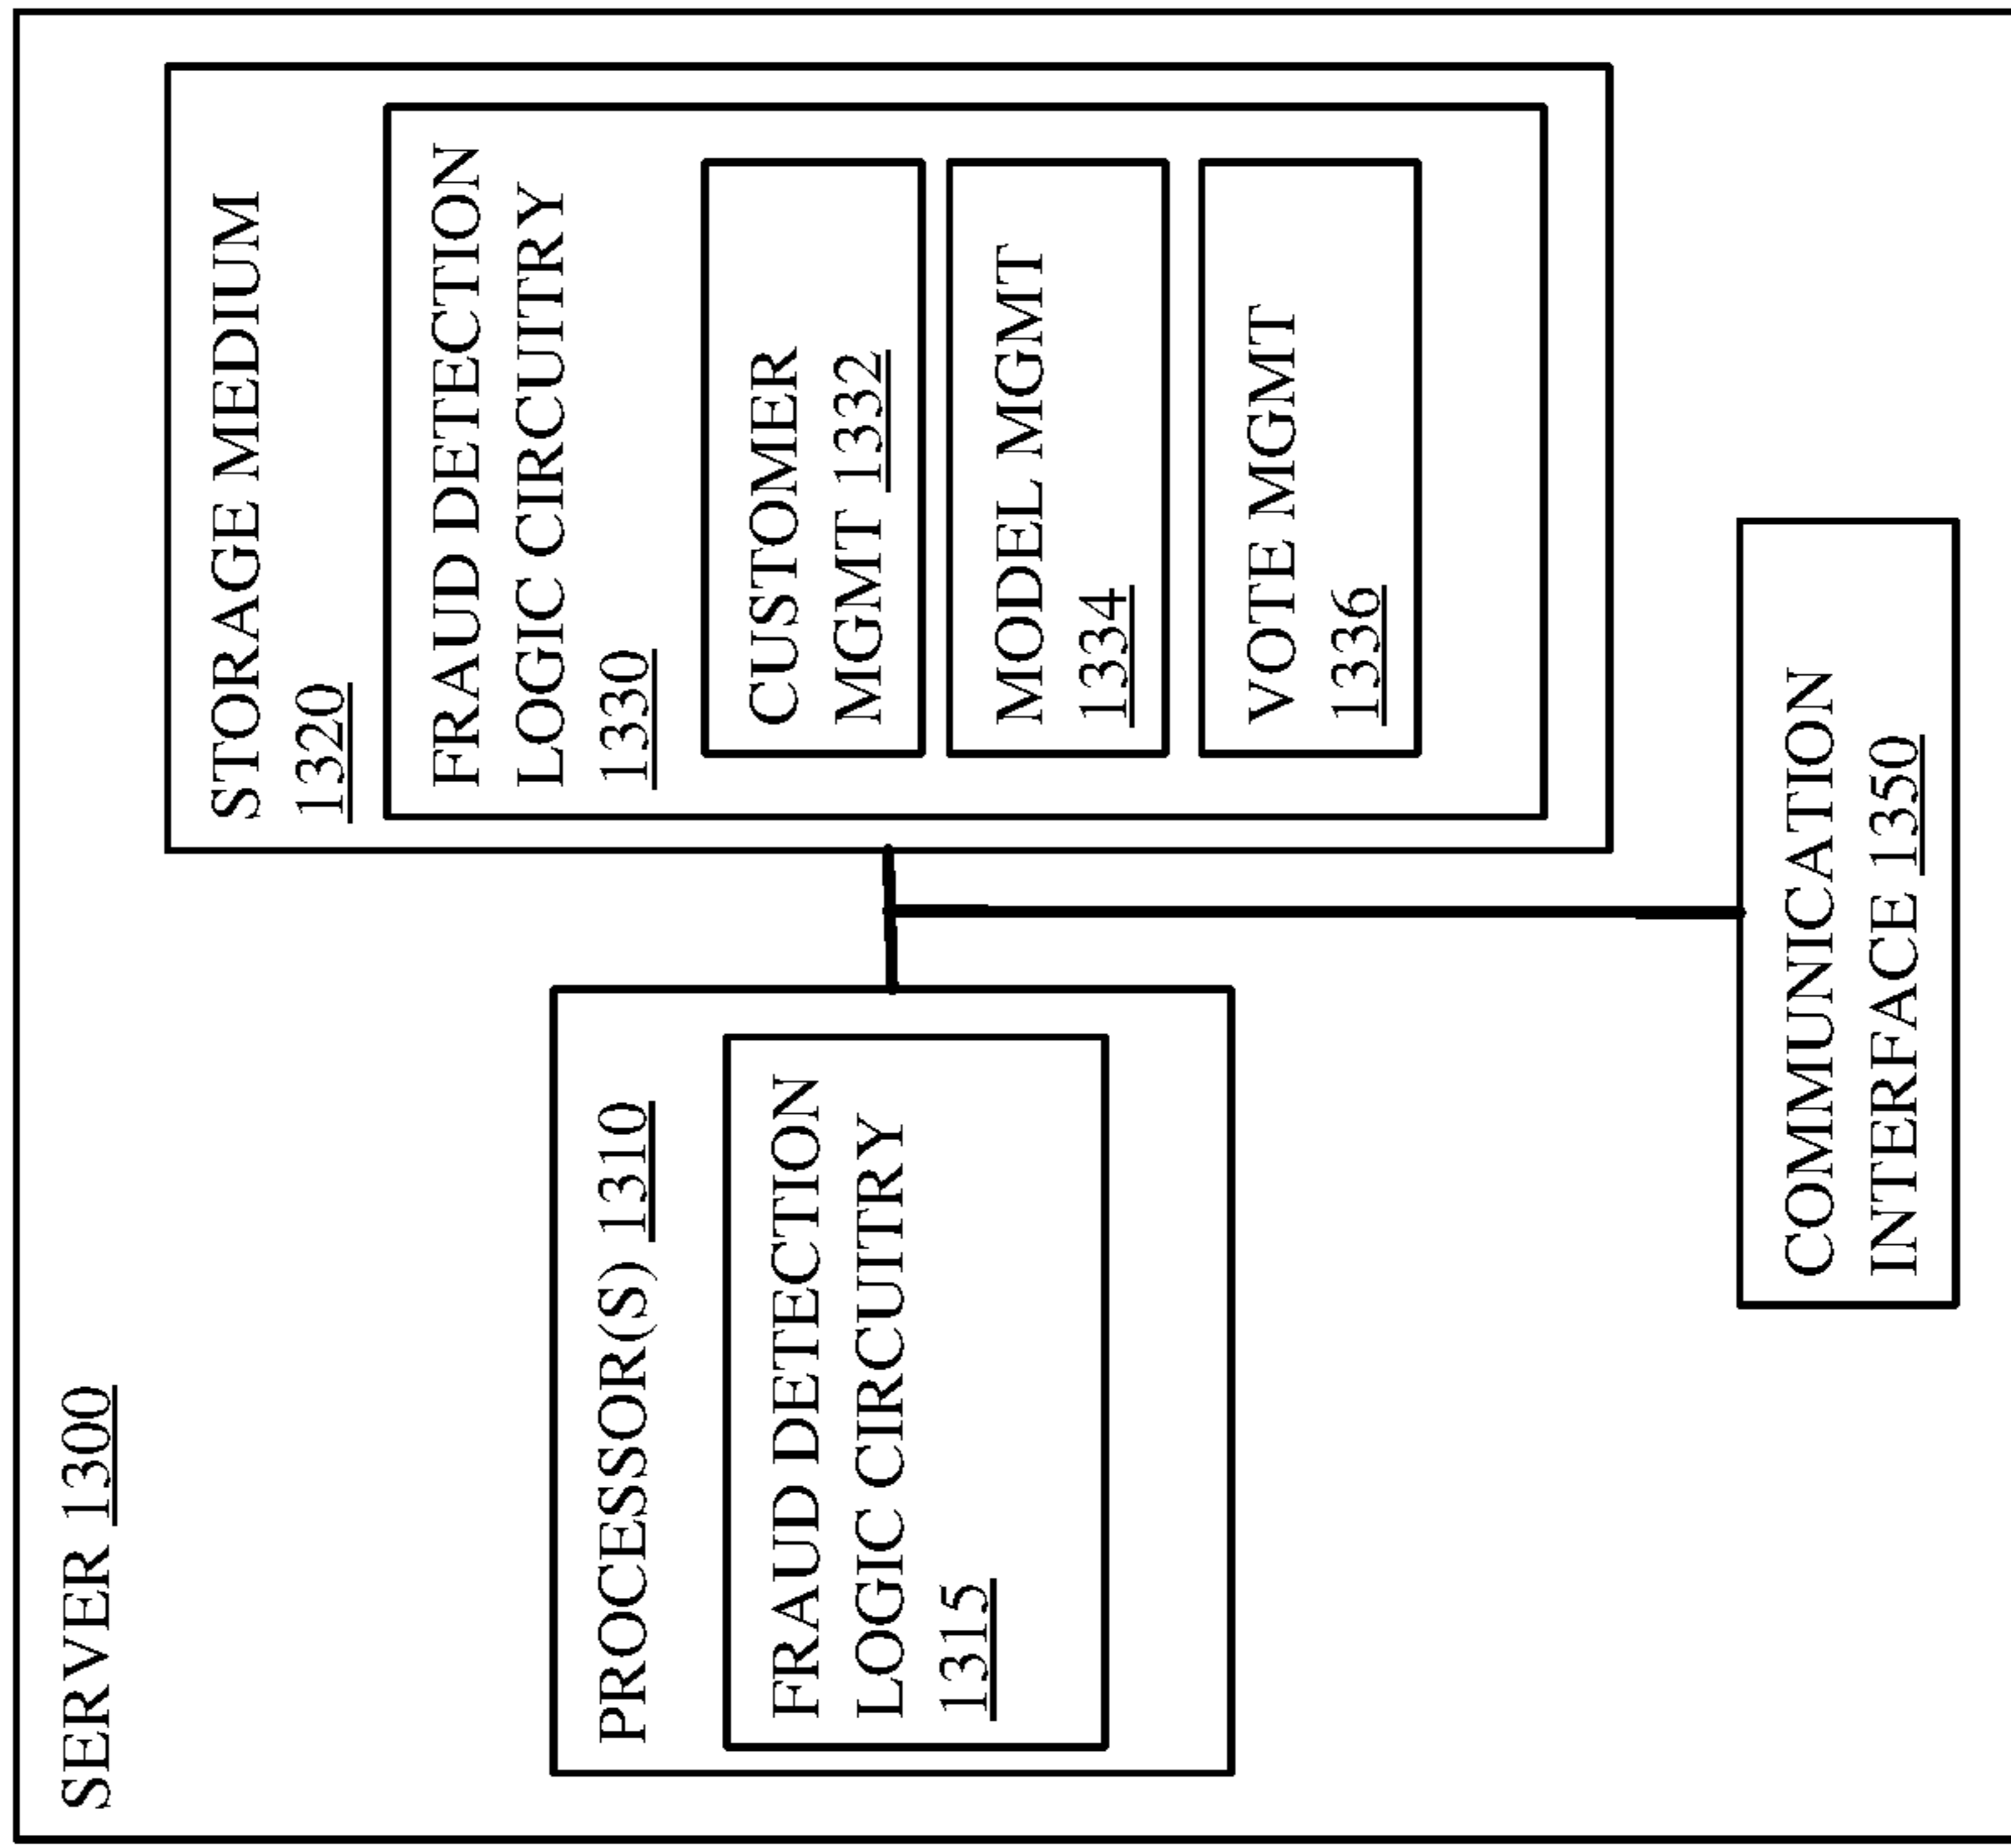 SERVER 1300
PROCESSOR(S) 1310
FRAUD DETECTION
LOGIC CIRCUITRY
1315
STORAGE MEDIUM
1320
FRAUD DETECTION
LOGIC CIRCUITRY
1330
CUSTOMER
MGMT 1332
MODEL MGMT
1334
VOTE MGMT
1336
COMMUNICATION
INTERFACE 1350